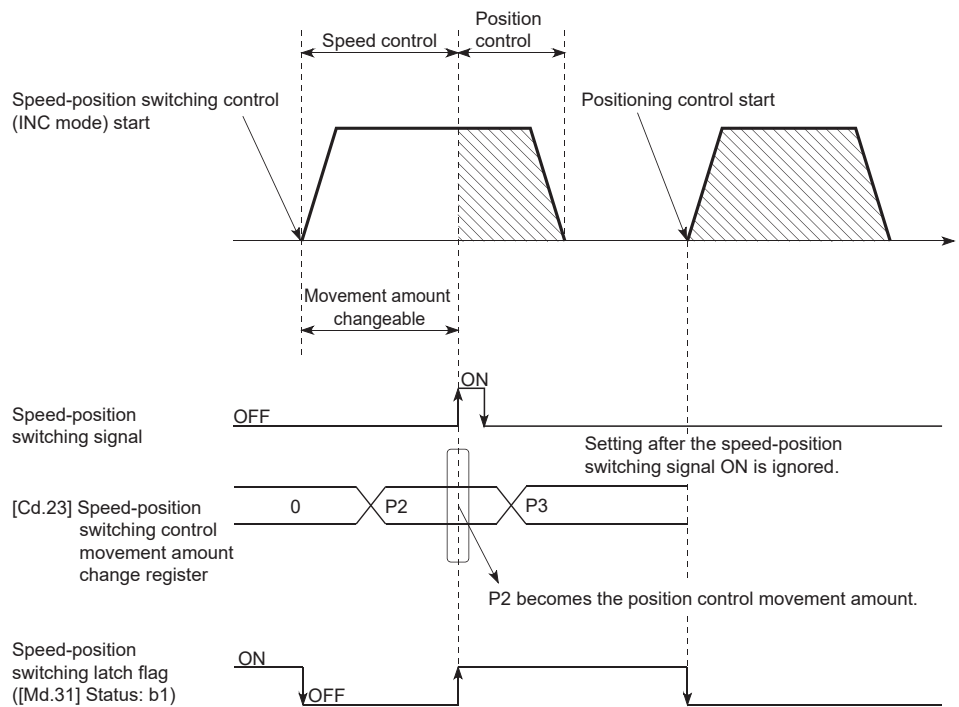 Position
control
Speed control
Speed-position switching control
(INC mode) start
Positioning control start
Movement amount
changeable
ON
Speed-position
switching signal
OFF
Setting after the speed-position
switching signal ON is ignored.
[Cd.23] Speed-position
switching control
movement amount
change register
0
P2
P3
P2 becomes the position control movement amount.
Speed-position
switching latch flag
([Md.31] Status: b1)
ON
OFF